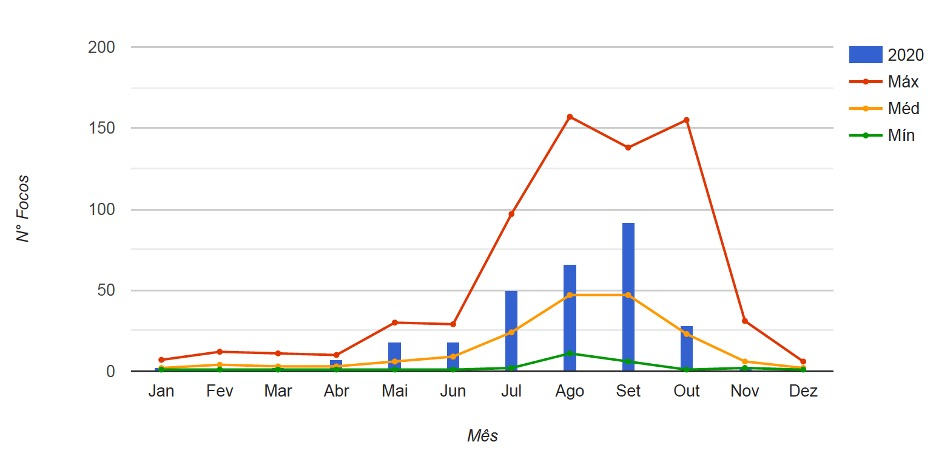 200
150
100
50
0
N° Focos
Jan Fev Mar Abr Mai Jun Jul Ago Set Out Nov Dez
Mês
2020
Máx
Méd
Mín